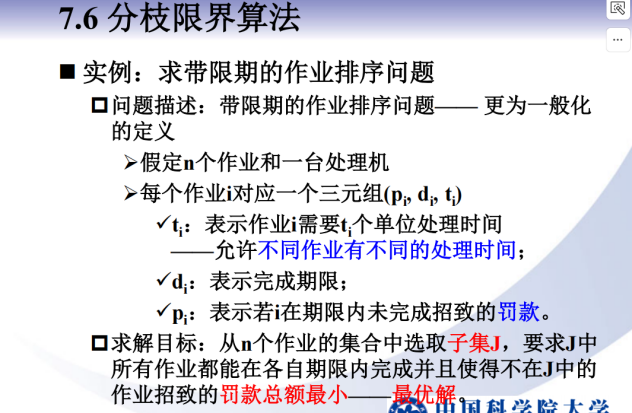 7.6 分枝限界算法
■ 实例：求带限期的作业排序问题
问题描述：带限期的作业排序问题—— 更为一般化
的定义
➢假定n个作业和一台处理机
➢每个作业i对应一个三元组(pi, di, ti)
✓ti：表示作业i需要ti个单位处理时间
——允许不同作业有不同的处理时间；
✓di：表示完成期限；
✓pi：表示若i在期限内未完成招致的罚款。
求解目标：从n个作业的集合中选取子集J，要求J中
所有作业都能在各自期限内完成并且使得不在J中的
作业招致的罚款总额最小——最优解。
中国科学院大学